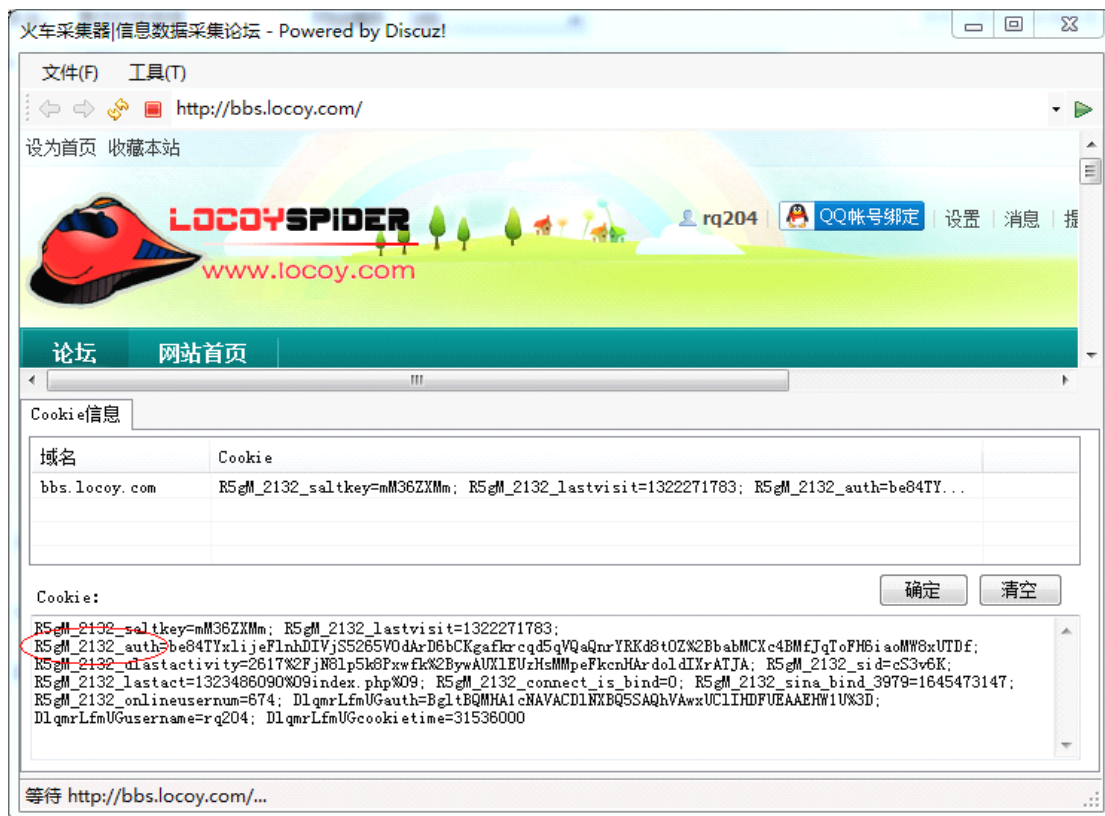 火车采集器|信息数据采集论坛 - Powered by Discuz!
文件(F) 工具(T)
http://bbs.locoy.com/
设为首页 收藏本站
LOCOYSPIDER
www.locoy.com
rq204 | QQ帐号绑定 | 设置 | 消息 | 提
论坛 网站首页
Cookie信息
域名 Cookie
bbs.locoy.com R5gM_2132_saltkey=mM36ZXMm; R5gM_2132_lastvisit=1322271783; R5gM_2132_auth=be84TY...
确定 清空
Cookie:
R5gM_2132_saltkey=mM36ZXMm; R5gM_2132_lastvisit=1322271783;
R5gM_2132_auth=be84TYxlijeFlnhDIVjS5265VOdArD6bCKgafkrcqd5qVQaQnrYRKd8tOZ%2BbabMCXc4BMfJqToFH6iaoMW8xUTDf;
R5gM_2132_ulastactivity=2617%2FjN8lp5k8Pxwfk%2BywAUXlEUzHsMMpeFkcnHArdoldIXrATJA; R5gM_2132_sid=cS3v6K;
R5gM_2132_lastact=1323486090%09index.php%09; R5gM_2132_connect_is_bind=0; R5gM_2132_sina_bind_3979=1645473147;
R5gM_2132_onlineusernum=674; DlqmrLfmUGauth=BgltBQMHA1cNAVACDlNXBQ5SAQhVAwxUClIHDFUEAAEHW1U%3D;
DlqmrLfmUGusername=rq204; DlqmrLfmUGcookietime=31536000
等待 http://bbs.locoy.com/...